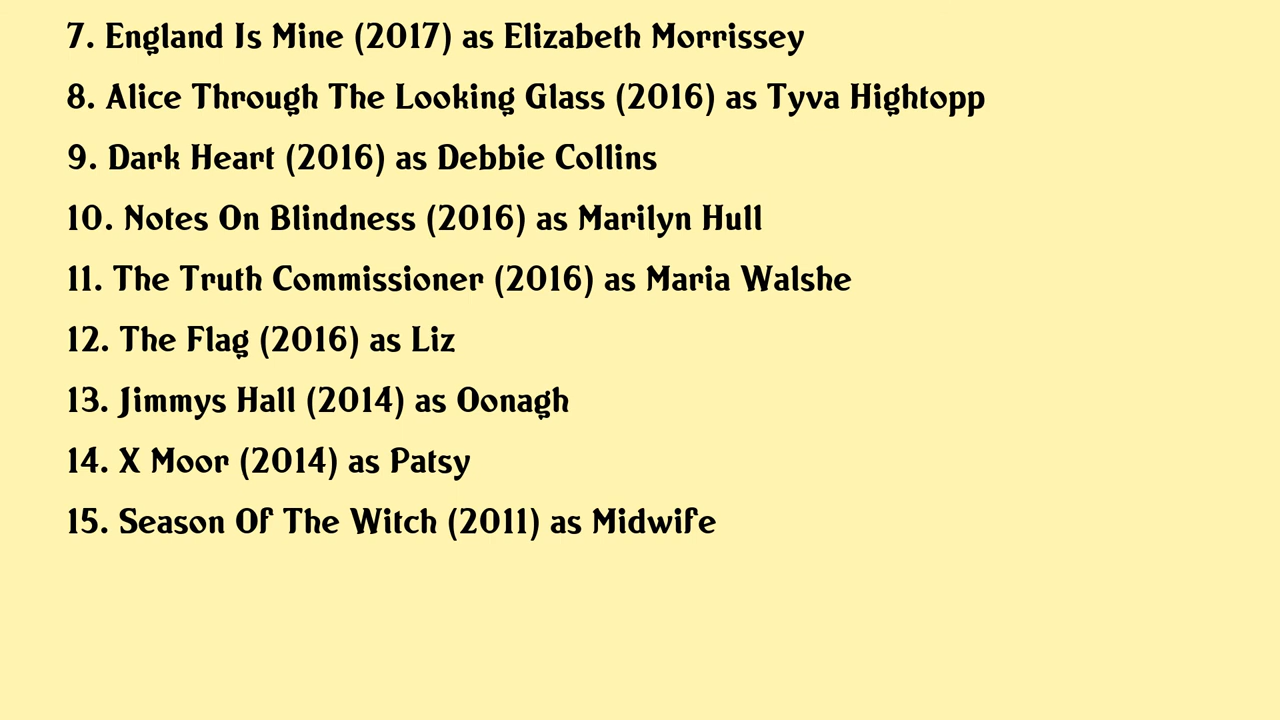 7. England Is Mine (2017) as Elizabeth Morrissey
8. Alice Through The Looking Glass (2016) as Tyva Hightopp
9. Dark Heart (2016) as Debbie Collins
10. Notes On Blindness (2016) as Marilyn Hull
11. The Truth Commissioner (2016) as Maria Walshe
12. The Flag (2016) as Liz
13. Jimmys Hall (2014) as Oonagh
14. X Moor (2014) as Patsy
15. Season Of The Witch (2011) as Midwife